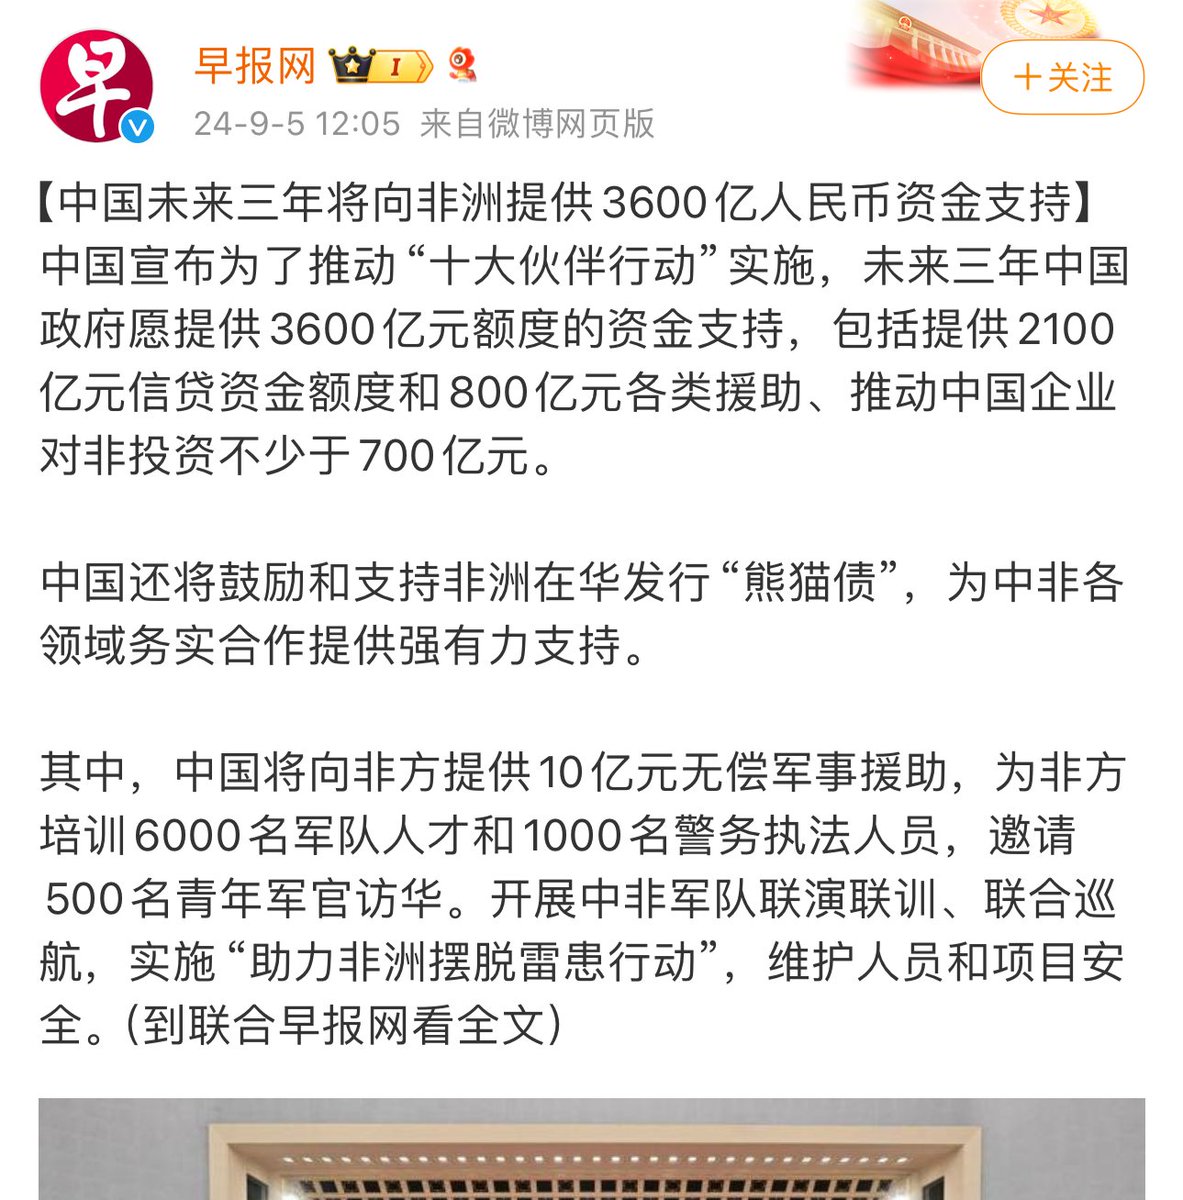 早
早报网 I
24-9-5 12:05 来自微博网页版
+关注
【中国未来三年将向非洲提供3600亿人民币资金支持】
中国宣布为了推动“十大伙伴行动”实施，未来三年中国
政府愿提供3600亿元额度的资金支持，包括提供2100
亿元信贷资金额度和800亿元各类援助、推动中国企业
对非投资不少于700亿元。
中国还将鼓励和支持非洲在华发行“熊猫债”，为中非各
领域务实合作提供强有力支持。
其中，中国将向非方提供10亿元无偿军事援助，为非方
培训6000名军队人才和1000名警务执法人员，邀请
500名青年军官访华。开展中非军队联演联训、联合巡
航，实施“助力非洲摆脱雷患行动”，维护人员和项目安
全。(到联合早报网看全文)